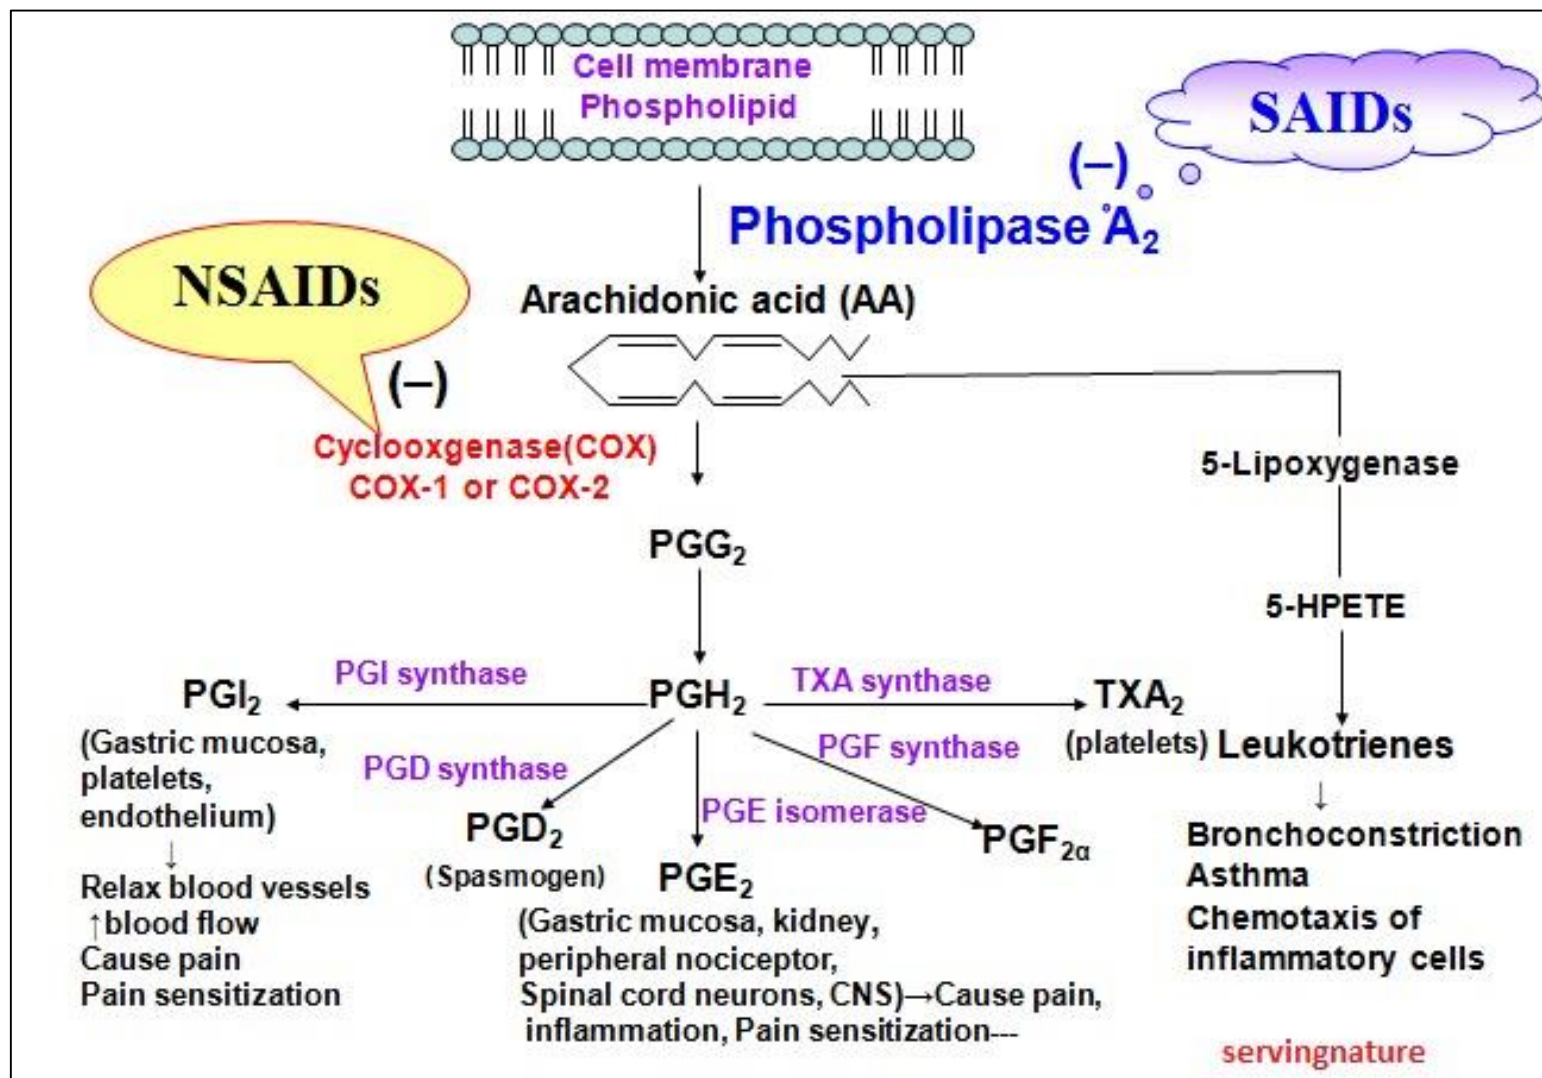 Cell membrane
Phospholipid
SAIDs
(–)
Phospholipase A₂
NSAIDs
(–)
Arachidonic acid (AA)
Cyclooxgenase(COX)
COX-1 or COX-2
5-Lipoxygenase
PGG₂
5-HPETE
PGI synthase
TXA synthase
PGI₂
PGH₂
TXA₂
(Gastric mucosa,
platelets,
endothelium)
↓
Relax blood vessels
↑blood flow
Cause pain
Pain sensitization
PGD synthase
PGD₂
(Spasmogen)
PGE isomerase
PGE₂
(Gastric mucosa, kidney,
peripheral nociceptor,
Spinal cord neurons, CNS)→Cause pain,
inflammation, Pain sensitization---
PGF synthase
PGF₂α
(platelets)
Leukotrienes
↓
Bronchoconstriction
Asthma
Chemotaxis of
inflammatory cells
servingnature